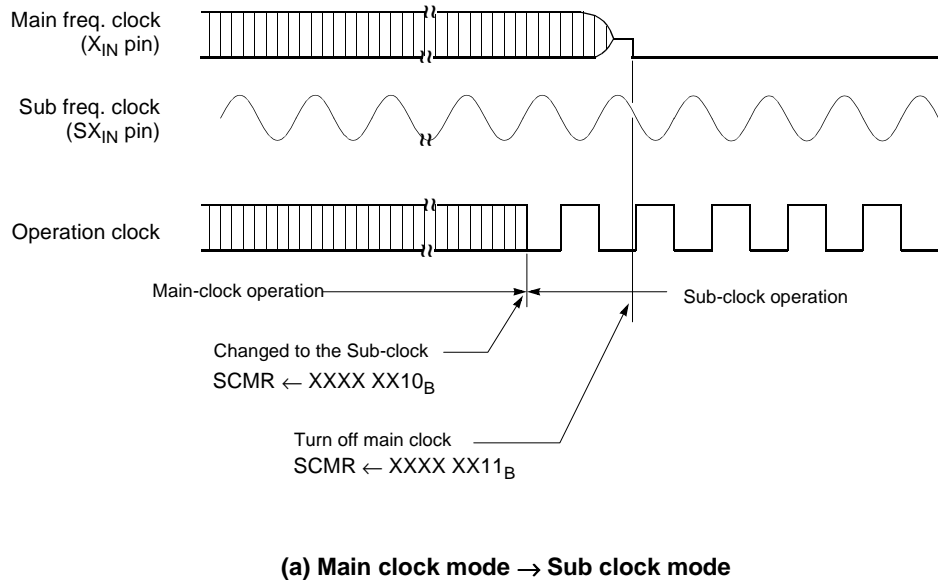 Main freq. clock
(XIN pin)
Sub freq. clock
(SXIN pin)
Operation clock
Main-clock operation
Sub-clock operation
Changed to the Sub-clock
SCMR ← XXXX XX10B
Turn off main clock
SCMR ← XXXX XX11B
(a) Main clock mode → Sub clock mode